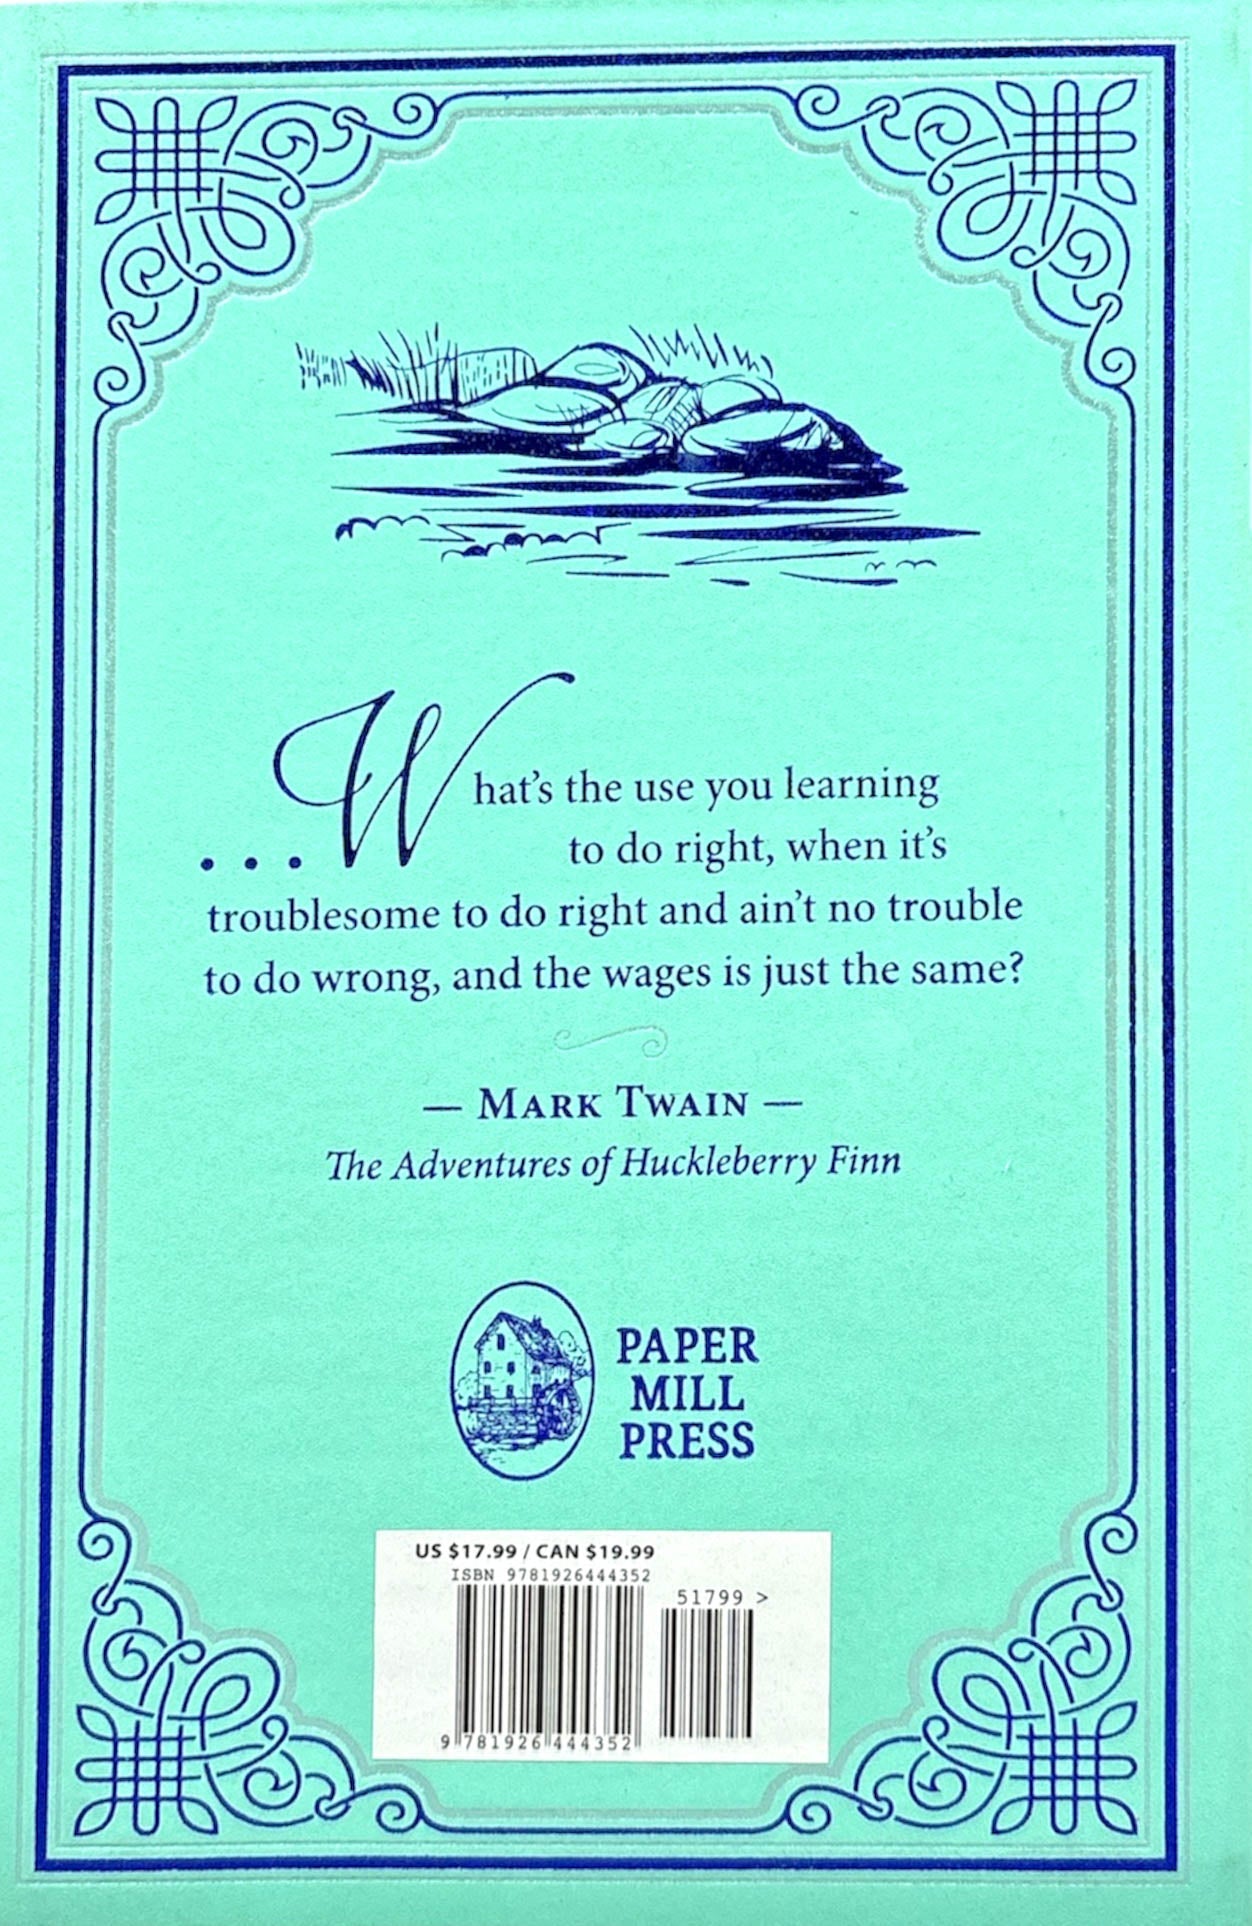 ...What's the use you learning
to do right, when it's
troublesome to do right and ain't no trouble
to do wrong, and the wages is just the same?
— MARK TWAIN —
The Adventures of Huckleberry Finn
PAPER
MILL
PRESS
US $17.99 / CAN $19.99
ISBN 9781926444352
51799 >
9 781926 444352